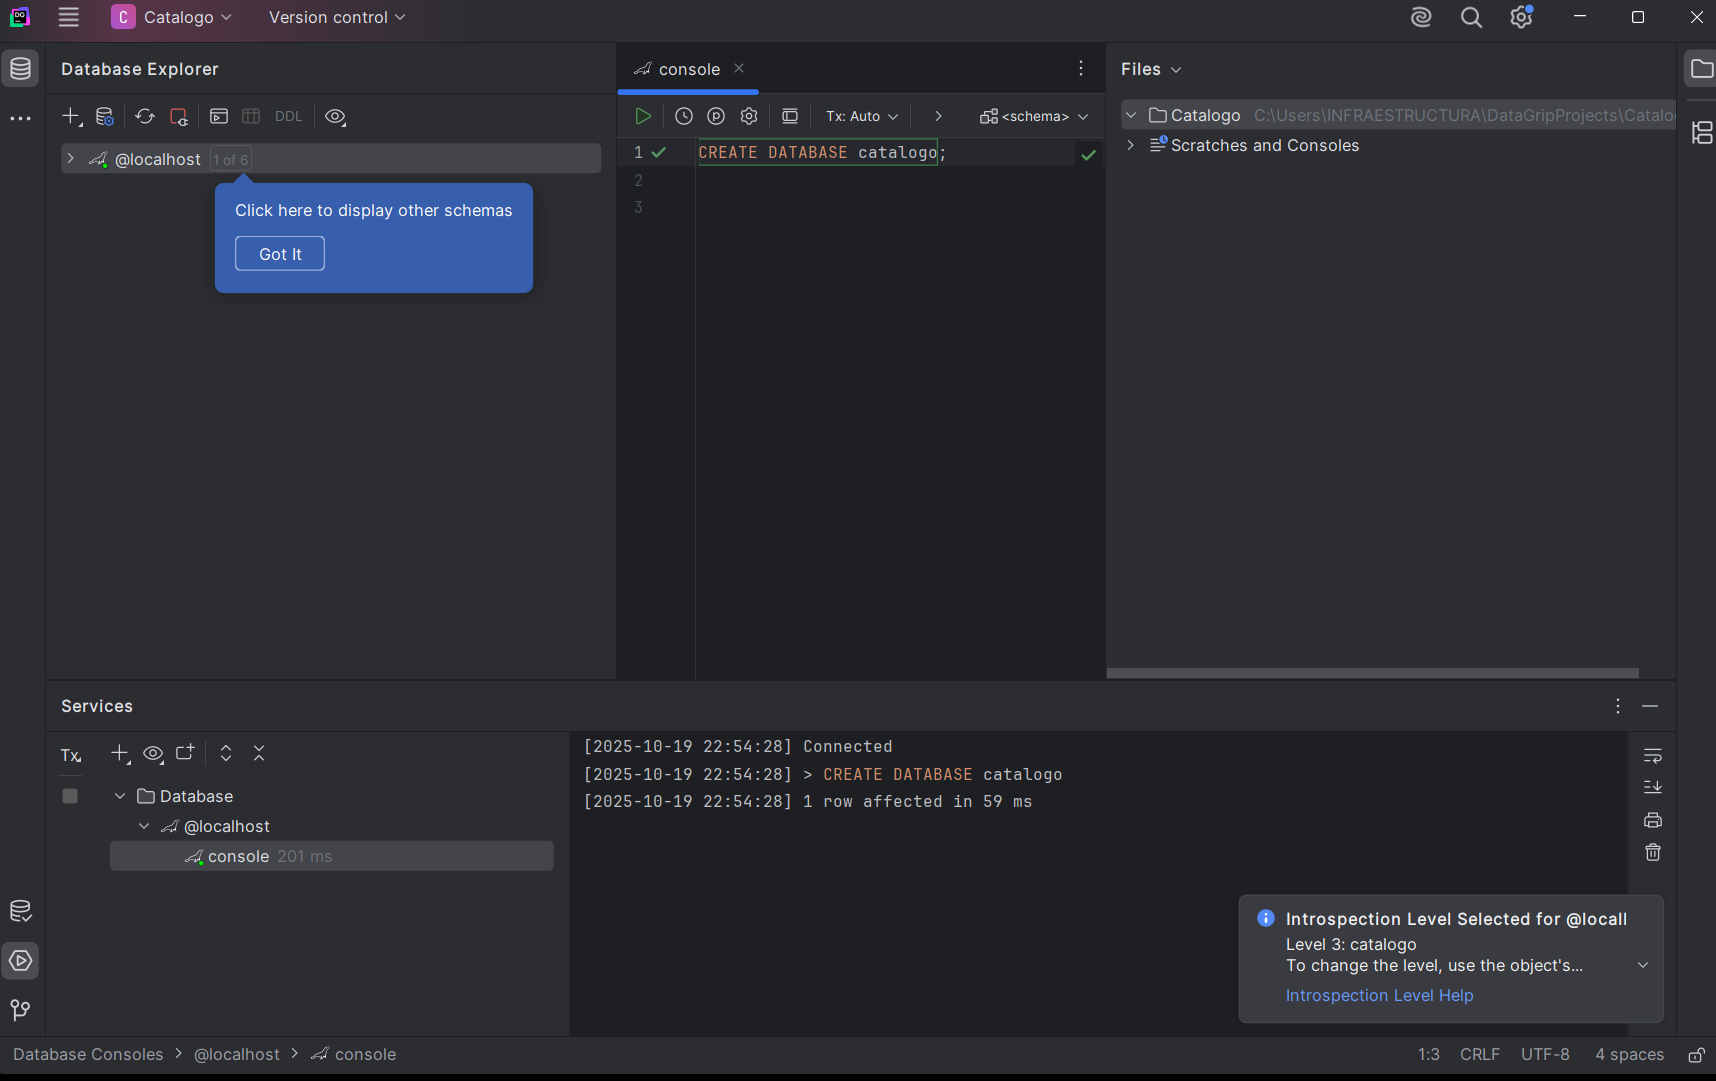 C Catalogo Version control
Database Explorer
DDL
@localhost 1 of 6
Click here to display other schemas
Got It
console
Tx: Auto <schema>
1 CREATE DATABASE catalogo;
2
3
Files
Catalogo C:\Users\INFRAESTRUCTURA\DataGripProjects\Catalo
Scratches and Consoles
Services
Tx
Database
@localhost
console 201 ms
[2025-10-19 22:54:28] Connected
[2025-10-19 22:54:28] > CREATE DATABASE catalogo
[2025-10-19 22:54:28] 1 row affected in 59 ms
Introspection Level Selected for @locall
Level 3: catalogo
To change the level, use the object's...
Introspection Level Help
Database Consoles > @localhost > console
1:3 CRLF UTF-8 4 spaces